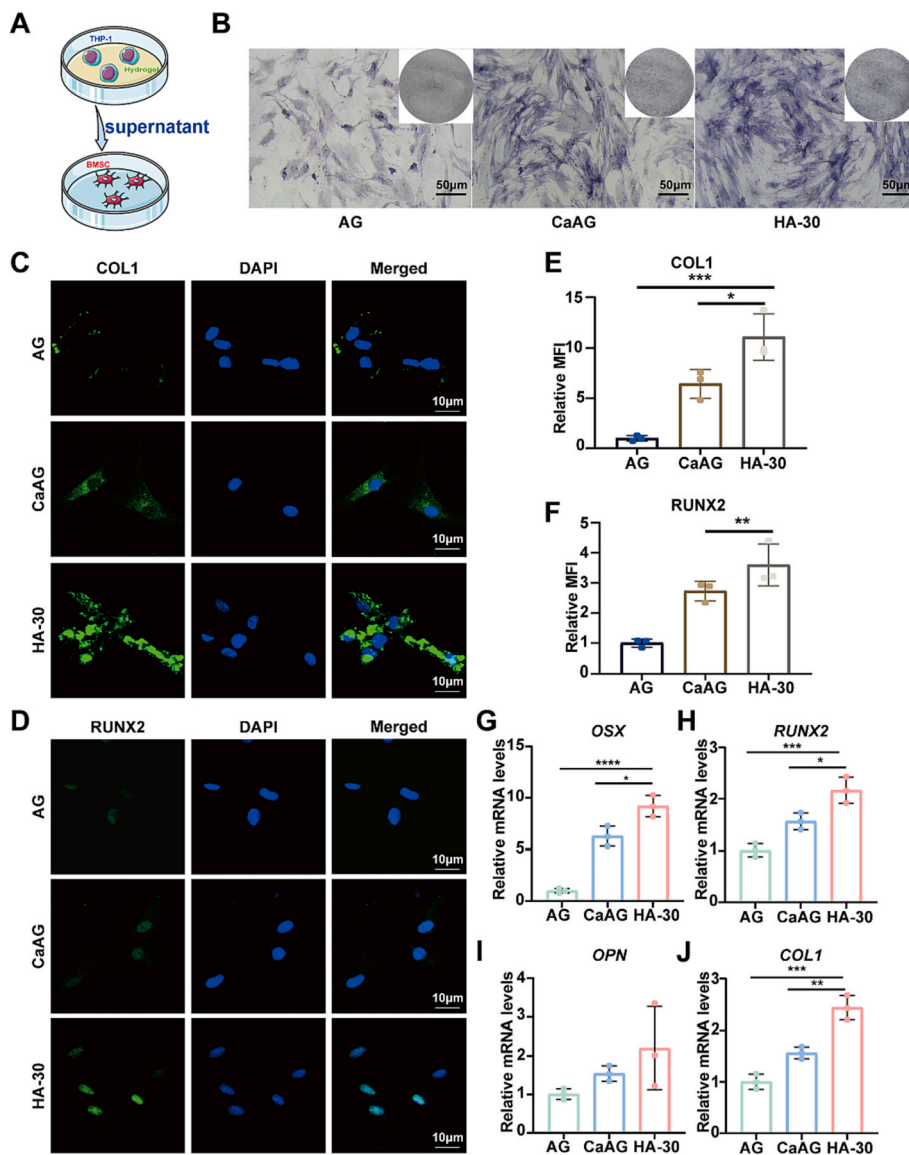 A
THP-1
Hydrogel
supernatant
BMSC
B
50μm
50μm
50μm
AG
CaAG
HA-30
C
COL1
DAPI
Merged
AG
10μm
CaAG
10μm
HA-30
10μm
D
RUNX2
DAPI
Merged
AG
10μm
CaAG
10μm
HA-30
10μm
E
COL1
***
*
Relative MFI
15
10
5
0
AG
CaAG
HA-30
F
RUNX2
**
Relative MFI
5
4
3
2
1
0
AG
CaAG
HA-30
G
OSX
****
*
Relative mRNA levels
15
10
5
0
AG
CaAG
HA-30
H
RUNX2
***
*
Relative mRNA levels
3
2
1
0
AG
CaAG
HA-30
I
OPN
Relative mRNA levels
4
3
2
1
0
AG
CaAG
HA-30
J
COL1
***
**
Relative mRNA levels
3
2
1
0
AG
CaAG
HA-30